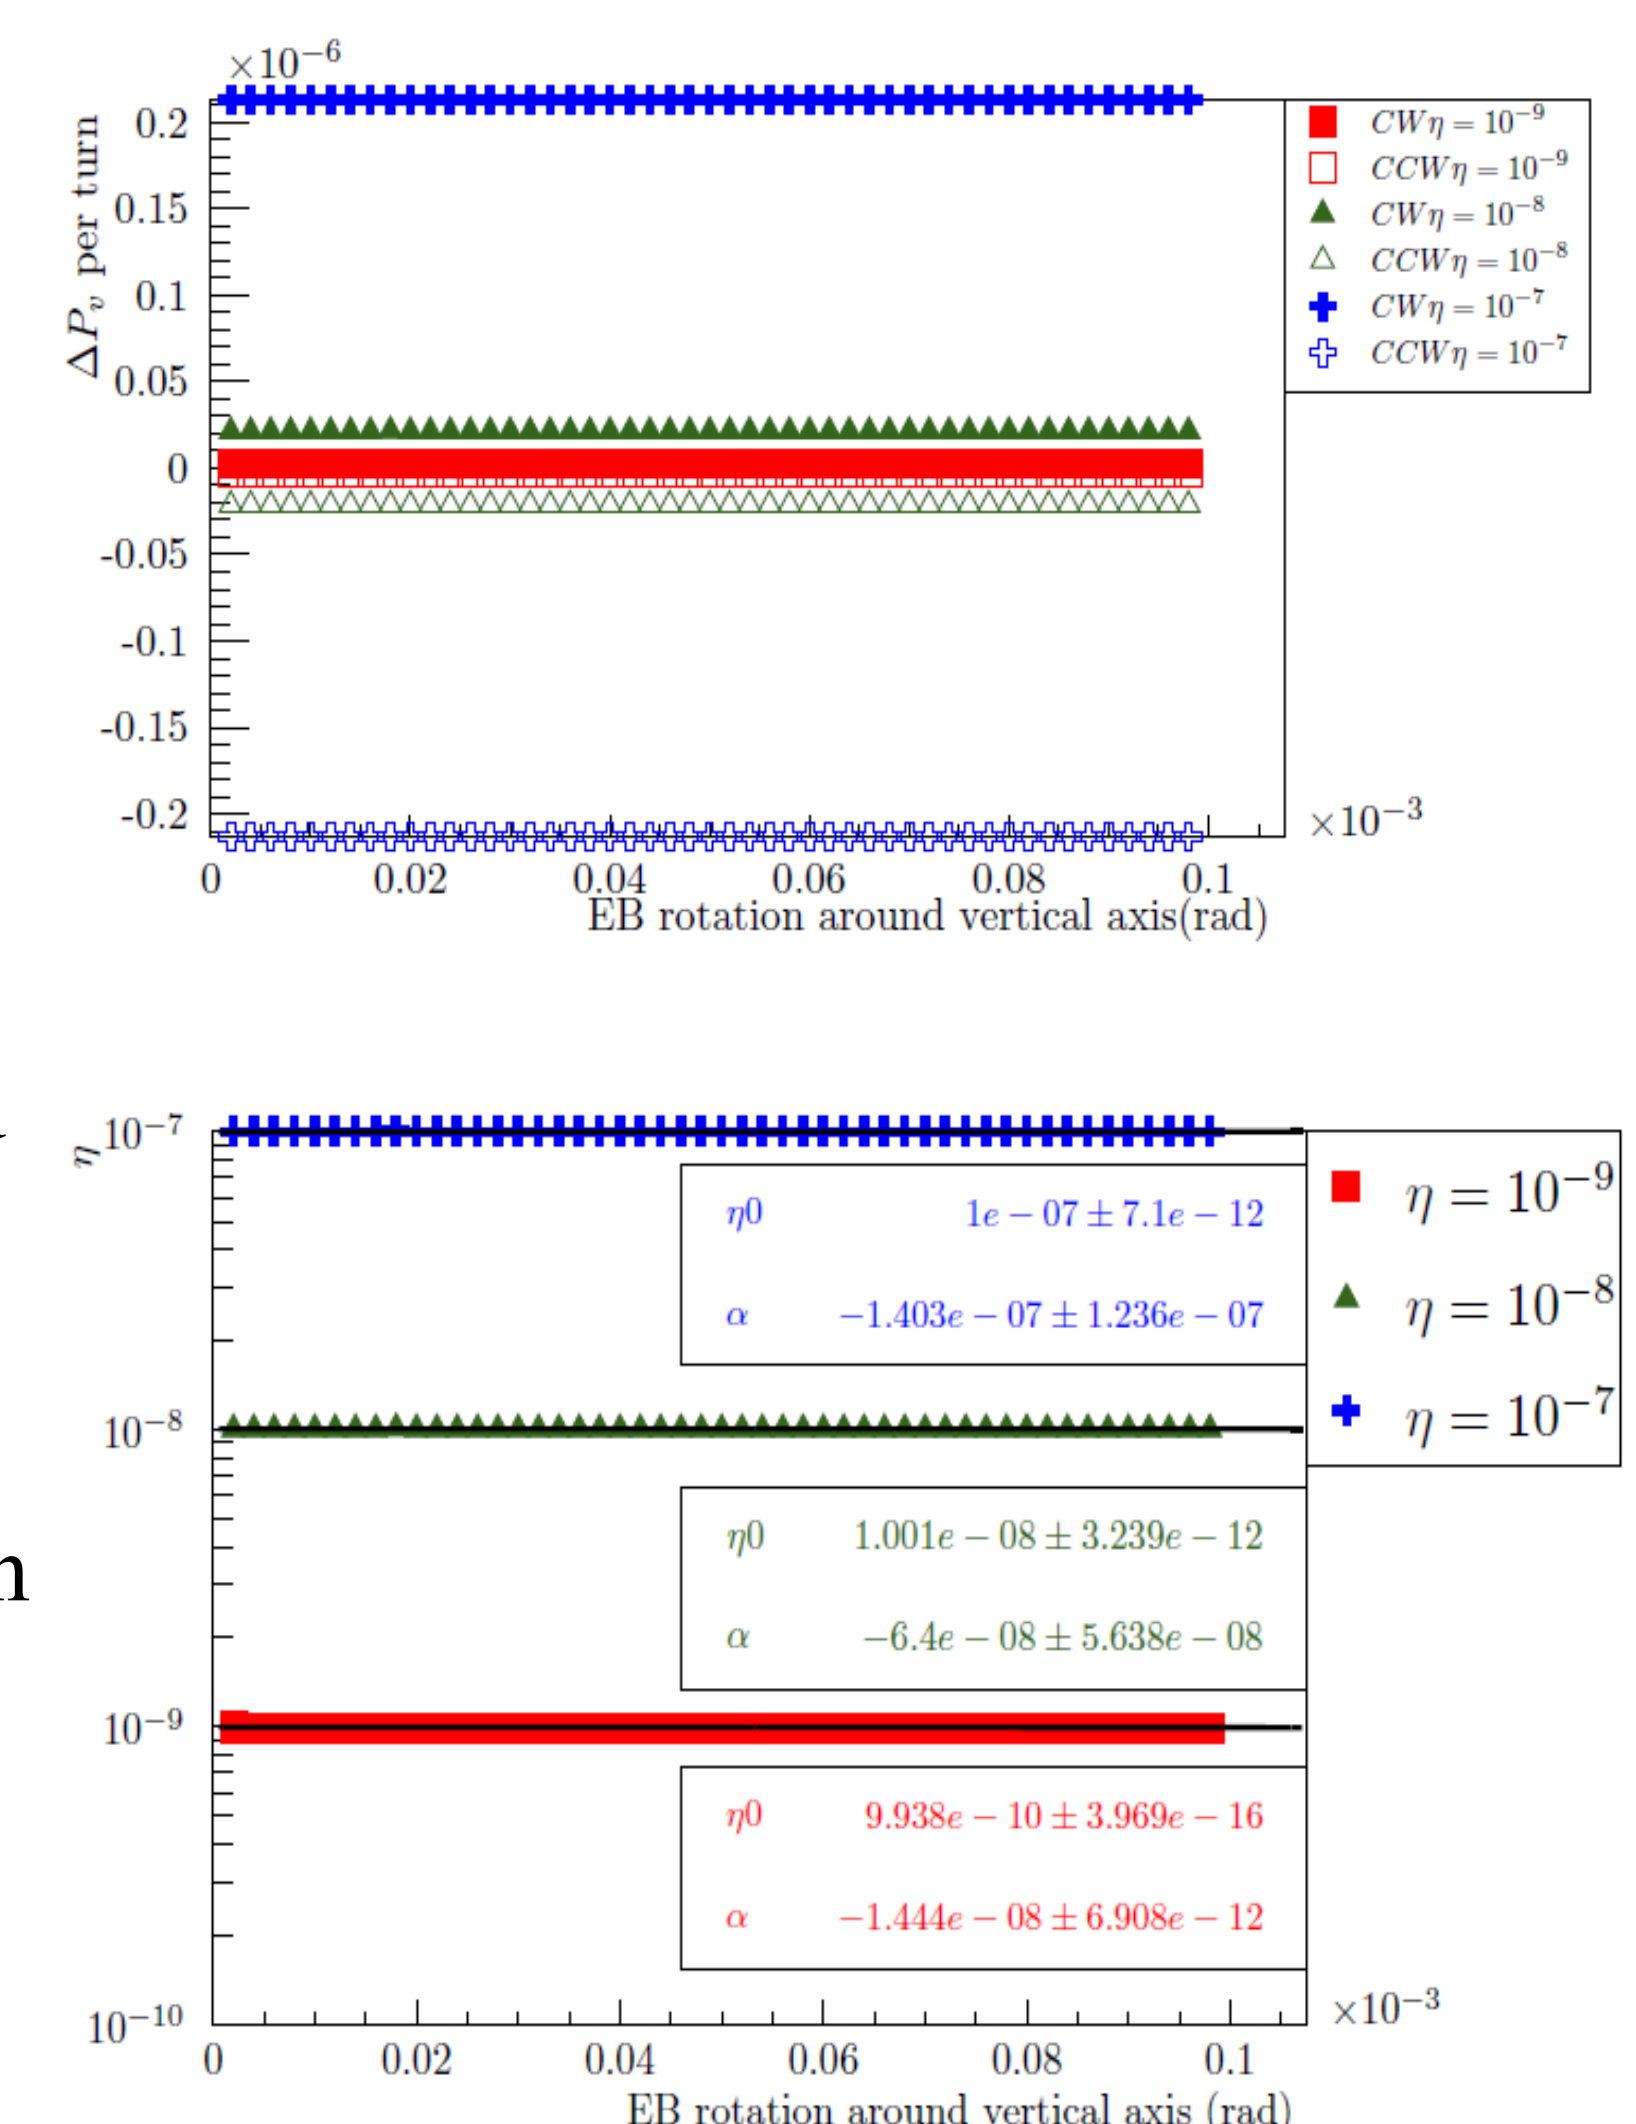 ×10⁻⁶
ΔPᵥ per turn
0.2
0.15
0.1
0.05
0
-0.05
-0.1
-0.15
-0.2
CWη = 10⁻⁹
CCWη = 10⁻⁹
CWη = 10⁻⁸
CCWη = 10⁻⁸
CWη = 10⁻⁷
CCWη = 10⁻⁷
×10⁻³
0 0.02 0.04 0.06 0.08 0.1
EB rotation around vertical axis(rad)
η
10⁻⁷
η0 1e − 07 ± 7.1e − 12
α −1.403e − 07 ± 1.236e − 07
η = 10⁻⁹
η = 10⁻⁸
η = 10⁻⁷
10⁻⁸
η0 1.001e − 08 ± 3.239e − 12
n
α −6.4e − 08 ± 5.638e − 08
10⁻⁹
η0 9.938e − 10 ± 3.969e − 16
α −1.444e − 08 ± 6.908e − 12
10⁻¹⁰
×10⁻³
0 0.02 0.04 0.06 0.08 0.1
EB rotation around vertical axis (rad)